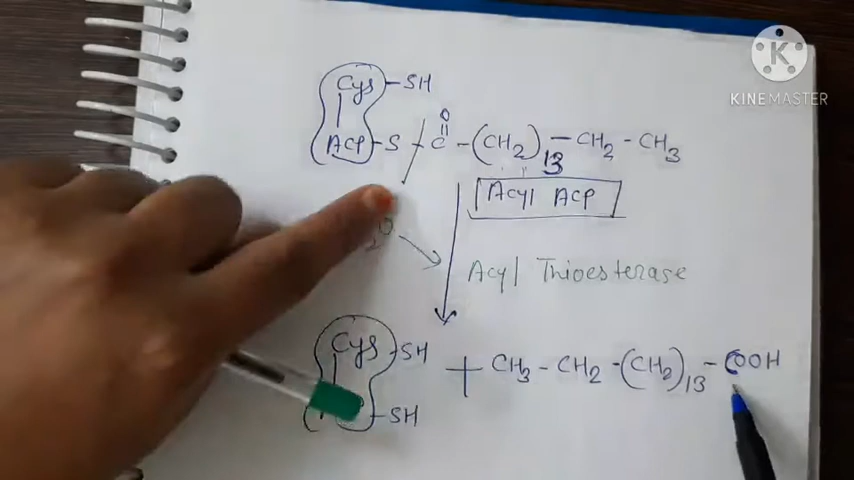 K
KINEMASTER
Cys-SH
O
ACP-S-C-(CH2)13-CH2-CH3
Acyl ACP
Acyl Thioesterase
Cys-SH + CH3-CH2-(CH2)13-COOH
-SH